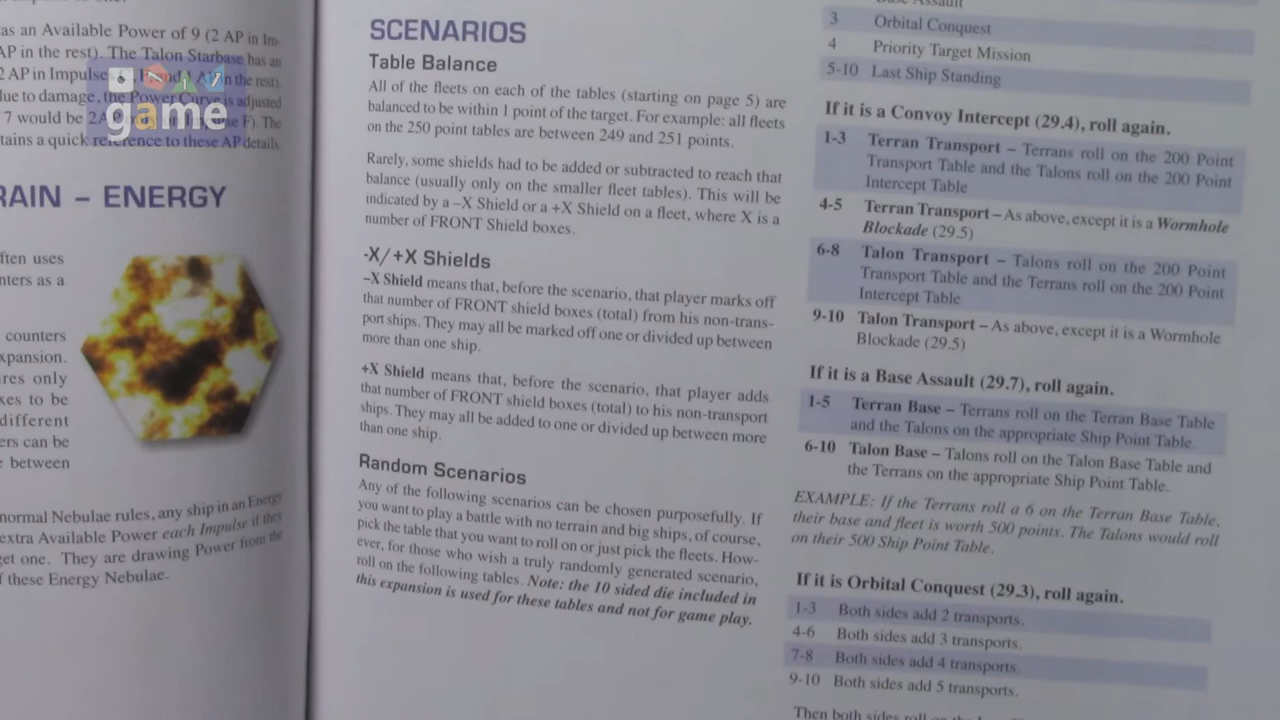 as an Available Power of 9 (2 AP in Im-
AP in the rest). The Talon Starbase has an
2 AP in Impulse and 1 AP in the rest).
due to damage, the Power Curve is adjusted
7 would be 2 AP F). The
tains a quick reference to these AP details.
game
RAIN – ENERGY
ften uses
nters as a
counters
xpansion.
res only
xes to be
different
ers can be
e between
normal Nebulae rules, any ship in an Energy
extra Available Power each Impulse if they
get one. They are drawing Power from the
f these Energy Nebulae.
SCENARIOS
Table Balance
All of the fleets on each of the tables (starting on page 5) are
balanced to be within 1 point of the target. For example: all fleets
on the 250 point tables are between 249 and 251 points.
Rarely, some shields had to be added or subtracted to reach that
balance (usually only on the smaller fleet tables). This will be
indicated by a –X Shield or a +X Shield on a fleet, where X is a
number of FRONT Shield boxes.
-X/+X Shields
–X Shield means that, before the scenario, that player marks off
that number of FRONT shield boxes (total) from his non-trans-
port ships. They may all be marked off one or divided up between
more than one ship.
+X Shield means that, before the scenario, that player adds
that number of FRONT shield boxes (total) to his non-transport
ships. They may all be added to one or divided up between more
than one ship.
Random Scenarios
Any of the following scenarios can be chosen purposefully. If
you want to play a battle with no terrain and big ships, of course,
pick the table that you want to roll on or just pick the fleets. How-
ever, for those who wish a truly randomly generated scenario,
roll on the following tables. Note: the 10 sided die included in
this expansion is used for these tables and not for game play.
Base Assault
3 Orbital Conquest
4 Priority Target Mission
5-10 Last Ship Standing
If it is a Convoy Intercept (29.4), roll again.
1-3 Terran Transport – Terrans roll on the 200 Point
Transport Table and the Talons roll on the 200 Point
Intercept Table
4-5 Terran Transport – As above, except it is a Wormhole
Blockade (29.5)
6-8 Talon Transport – Talons roll on the 200 Point
Transport Table and the Terrans roll on the 200 Point
Intercept Table
9-10 Talon Transport – As above, except it is a Wormhole
Blockade (29.5)
If it is a Base Assault (29.7), roll again.
1-5 Terran Base – Terrans roll on the Terran Base Table
and the Talons on the appropriate Ship Point Table.
6-10 Talon Base – Talons roll on the Talon Base Table and
the Terrans on the appropriate Ship Point Table.
EXAMPLE: If the Terrans roll a 6 on the Terran Base Table,
their base and fleet is worth 500 points. The Talons would roll
on their 500 Ship Point Table.
If it is Orbital Conquest (29.3), roll again.
1-3 Both sides add 2 transports.
4-6 Both sides add 3 transports.
7-8 Both sides add 4 transports.
9-10 Both sides add 5 transports.
Then both sides roll on the